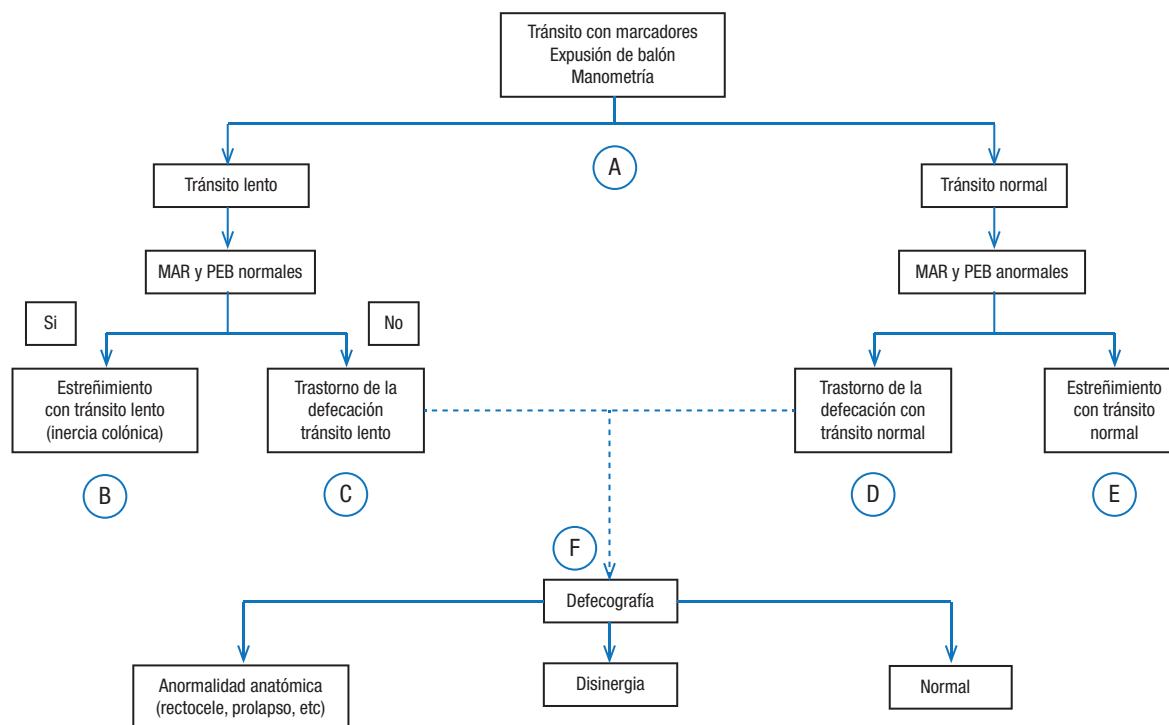 Tránsito con marcadores
Expusión de balón
Manometría
A
Tránsito lento
Tránsito normal
MAR y PEB normales
MAR y PEB anormales
Si
No
Estreñimiento
con tránsito lento
(inercia colónica)
Trastorno de la
defecación
tránsito lento
Trastorno de la
defecación con
tránsito normal
Estreñimiento
con tránsito
normal
B
C
D
E
F
Defecografía
Anormalidad anatómica
(rectocele, prolapso, etc)
Disinergia
Normal